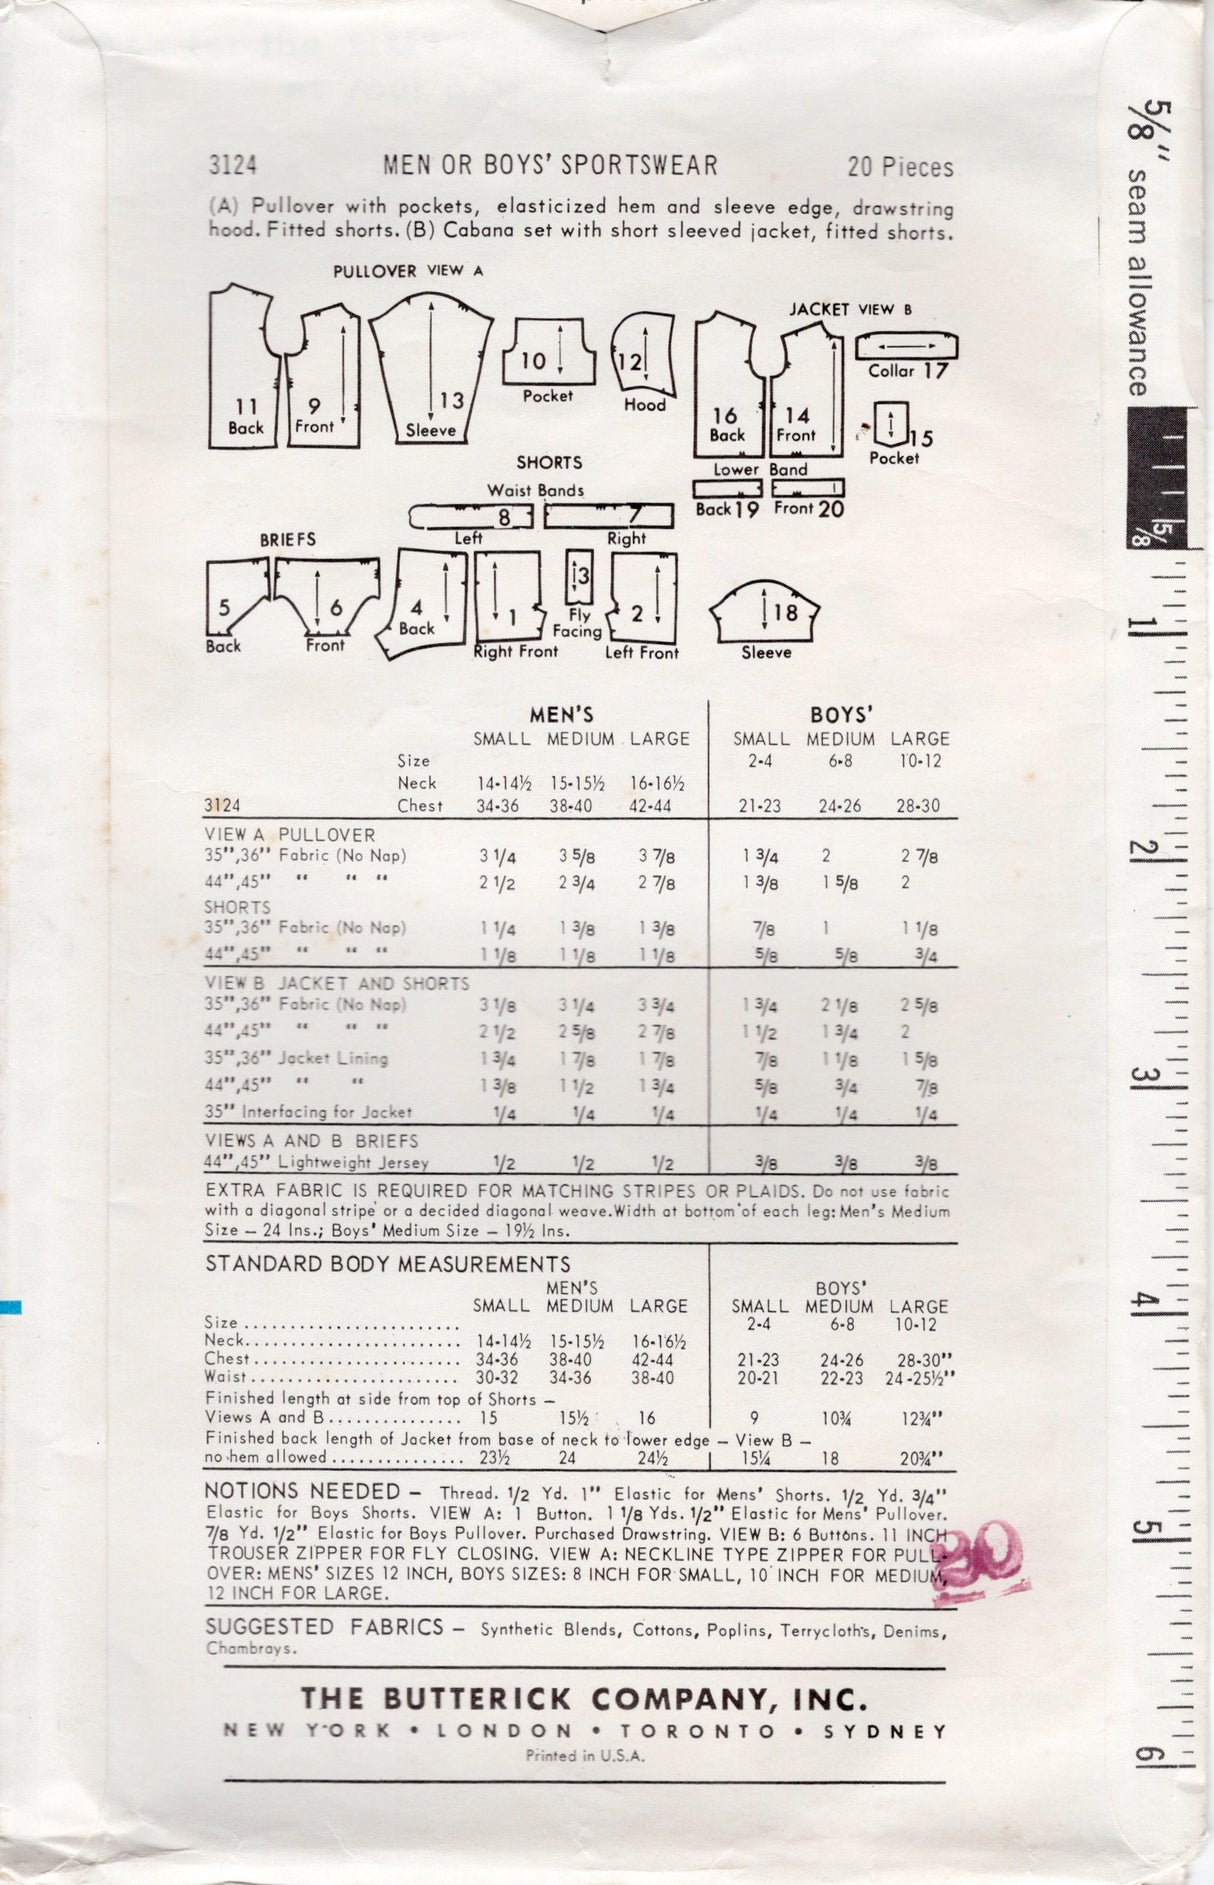 3124 MEN OR BOYS' SPORTSWEAR 20 Pieces
(A) Pullover with pockets, elasticized hem and sleeve edge, drawstring
hood. Fitted shorts. (B) Cabana set with short sleeved jacket, fitted shorts.
PULLOVER VIEW A
11 Back
9 Front
13 Sleeve
10 Pocket
12 Hood
JACKET VIEW B
16 Back
14 Front
Collar 17
15 Pocket
Lower Band
Back 19 Front 20
SHORTS
Waist Bands
8 Left
7 Right
BRIEFS
5 Back
6 Front
4 Back
1 Right Front
3 Fly Facing
2 Left Front
18 Sleeve
MEN'S BOYS'
SMALL MEDIUM LARGE SMALL MEDIUM LARGE
Size 2-4 6-8 10-12
Neck 14-14½ 15-15½ 16-16½
3124 Chest 34-36 38-40 42-44 21-23 24-26 28-30
VIEW A PULLOVER
35",36" Fabric (No Nap) 3 1/4 3 5/8 3 7/8 1 3/4 2 2 7/8
44",45" " " " 2 1/2 2 3/4 2 7/8 1 3/8 1 5/8 2
SHORTS
35",36" Fabric (No Nap) 1 1/4 1 3/8 1 3/8 7/8 1 1 1/8
44",45" " " " 1 1/8 1 1/8 1 1/8 5/8 5/8 3/4
VIEW B JACKET AND SHORTS
35",36" Fabric (No Nap) 3 1/8 3 1/4 3 3/4 1 3/4 2 1/8 2 5/8
44",45" " " " 2 1/2 2 5/8 2 7/8 1 1/2 1 3/4 2
35",36" Jacket Lining 1 3/4 1 7/8 1 7/8 7/8 1 1/8 1 5/8
44",45" " " 1 3/8 1 1/2 1 3/4 5/8 3/4 7/8
35" Interfacing for Jacket 1/4 1/4 1/4 1/4 1/4 1/4
VIEWS A AND B BRIEFS
44",45" Lightweight Jersey 1/2 1/2 1/2 3/8 3/8 3/8
EXTRA FABRIC IS REQUIRED FOR MATCHING STRIPES OR PLAIDS. Do not use fabric
with a diagonal stripe or a decided diagonal weave. Width at bottom of each leg: Men's Medium
Size – 24 Ins.; Boys' Medium Size – 19½ Ins.
STANDARD BODY MEASUREMENTS
MEN'S BOYS'
SMALL MEDIUM LARGE SMALL MEDIUM LARGE
Size ........................ 2-4 6-8 10-12
Neck........................ 14-14½ 15-15½ 16-16½
Chest....................... 34-36 38-40 42-44 21-23 24-26 28-30"
Waist....................... 30-32 34-36 38-40 20-21 22-23 24-25½"
Finished length at side from top of Shorts –
Views A and B............... 15 15½ 16 9 10¾ 12¾"
Finished back length of Jacket from base of neck to lower edge – View B –
no hem allowed ............... 23½ 24 24½ 15¼ 18 20¾"
NOTIONS NEEDED – Thread. 1/2 Yd. 1" Elastic for Mens' Shorts. 1/2 Yd. 3/4"
Elastic for Boys Shorts. VIEW A: 1 Button. 1 1/8 Yds. 1/2" Elastic for Mens' Pullover.
7/8 Yd. 1/2" Elastic for Boys Pullover. Purchased Drawstring. VIEW B: 6 Buttons. 11 INCH
TROUSER ZIPPER FOR FLY CLOSING. VIEW A: NECKLINE TYPE ZIPPER FOR PULL-
OVER: MENS' SIZES 12 INCH, BOYS SIZES: 8 INCH FOR SMALL, 10 INCH FOR MEDIUM,
12 INCH FOR LARGE.
SUGGESTED FABRICS – Synthetic Blends, Cottons, Poplins, Terrycloths, Denims,
Chambrays.
THE BUTTERICK COMPANY, INC.
NEW YORK • LONDON • TORONTO • SYDNEY
Printed in U.S.A.
5/8" seam allowance
5/8
1
2
3
4
5
6